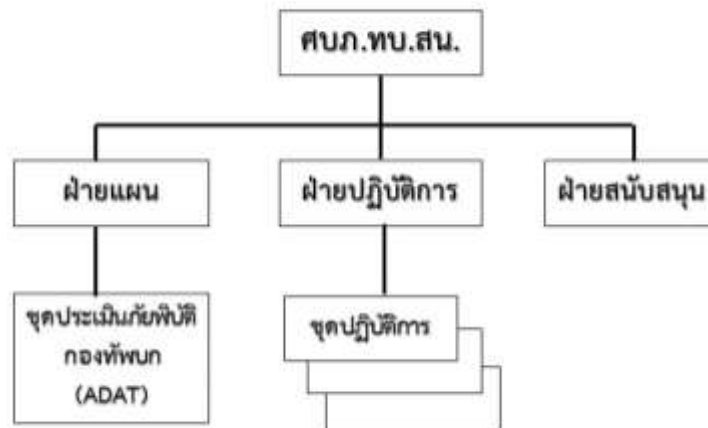 ศบภ.ทบ.สน.
ฝ่ายแผน
ฝ่ายปฏิบัติการ
ฝ่ายสนับสนุน
ชุดประเมินภัยพิบัติ
กองทัพบก
(ADAT)
ชุดปฏิบัติการ